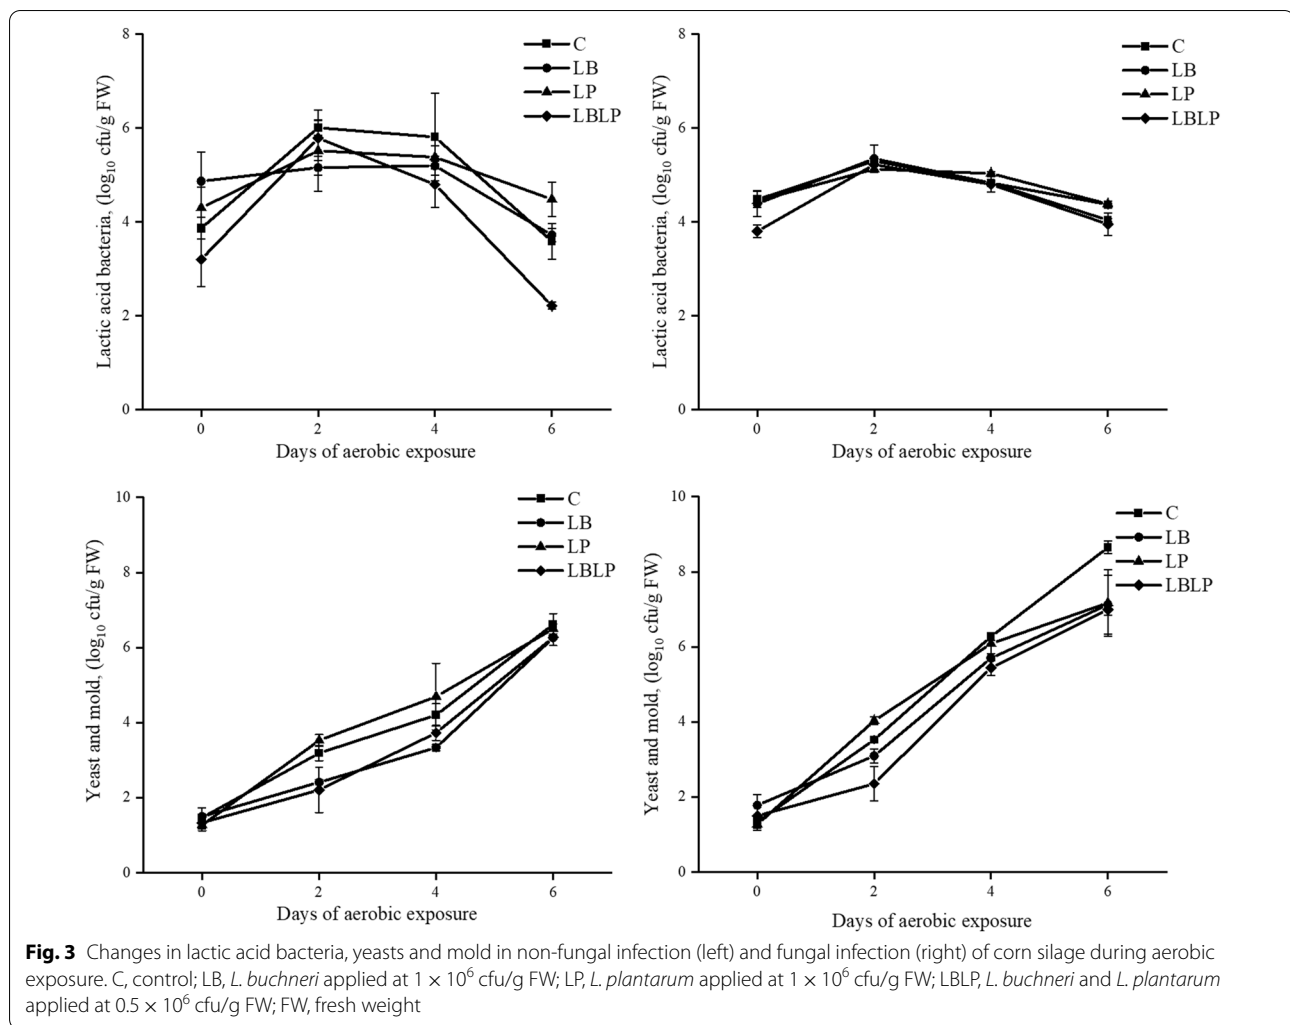 8
6
4
2
0
Lactic acid bacteria, (log10 cfu/g FW)
C
LB
LP
LBLP
0 2 4 6
Days of aerobic exposure
8
6
4
2
0
Lactic acid bacteria, (log10 cfu/g FW)
C
LB
LP
LBLP
0 2 4 6
Days of aerobic exposure
10
8
6
4
2
0
Yeast and mold, (log10 cfu/g FW)
C
LB
LP
LBLP
0 2 4 6
Days of aerobic exposure
10
8
6
4
2
0
Yeast and mold, (log10 cfu/g FW)
C
LB
LP
LBLP
0 2 4 6
Days of aerobic exposure
Fig. 3 Changes in lactic acid bacteria, yeasts and mold in non-fungal infection (left) and fungal infection (right) of corn silage during aerobic
exposure. C, control; LB, L. buchneri applied at 1 × 10⁶ cfu/g FW; LP, L. plantarum applied at 1 × 10⁶ cfu/g FW; LBLP, L. buchneri and L. plantarum
applied at 0.5 × 10⁶ cfu/g FW; FW, fresh weight